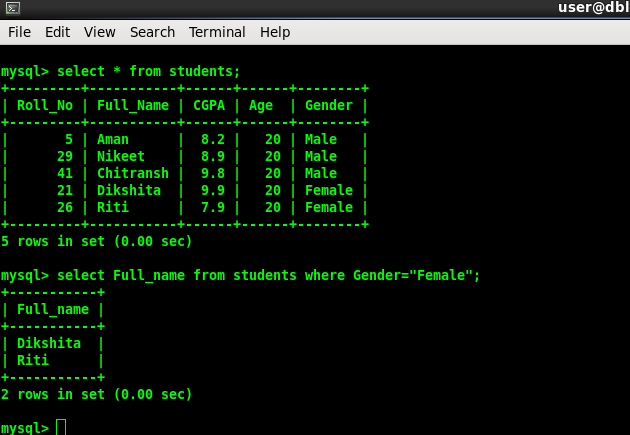 user@dbl
File Edit View Search Terminal Help
mysql> select * from students;
+---------+-----------+------+------+--------+
| Roll_No | Full_Name | CGPA | Age  | Gender |
+---------+-----------+------+------+--------+
|       5 | Aman      |  8.2 |   20 | Male   |
|      29 | Nikeet    |  8.9 |   20 | Male   |
|      41 | Chitransh |  9.8 |   20 | Male   |
|      21 | Dikshita  |  9.9 |   20 | Female |
|      26 | Riti      |  7.9 |   20 | Female |
+---------+-----------+------+------+--------+
5 rows in set (0.00 sec)
mysql> select Full_name from students where Gender="Female";
+-----------+
| Full_name |
+-----------+
| Dikshita  |
| Riti      |
+-----------+
2 rows in set (0.00 sec)
mysql>